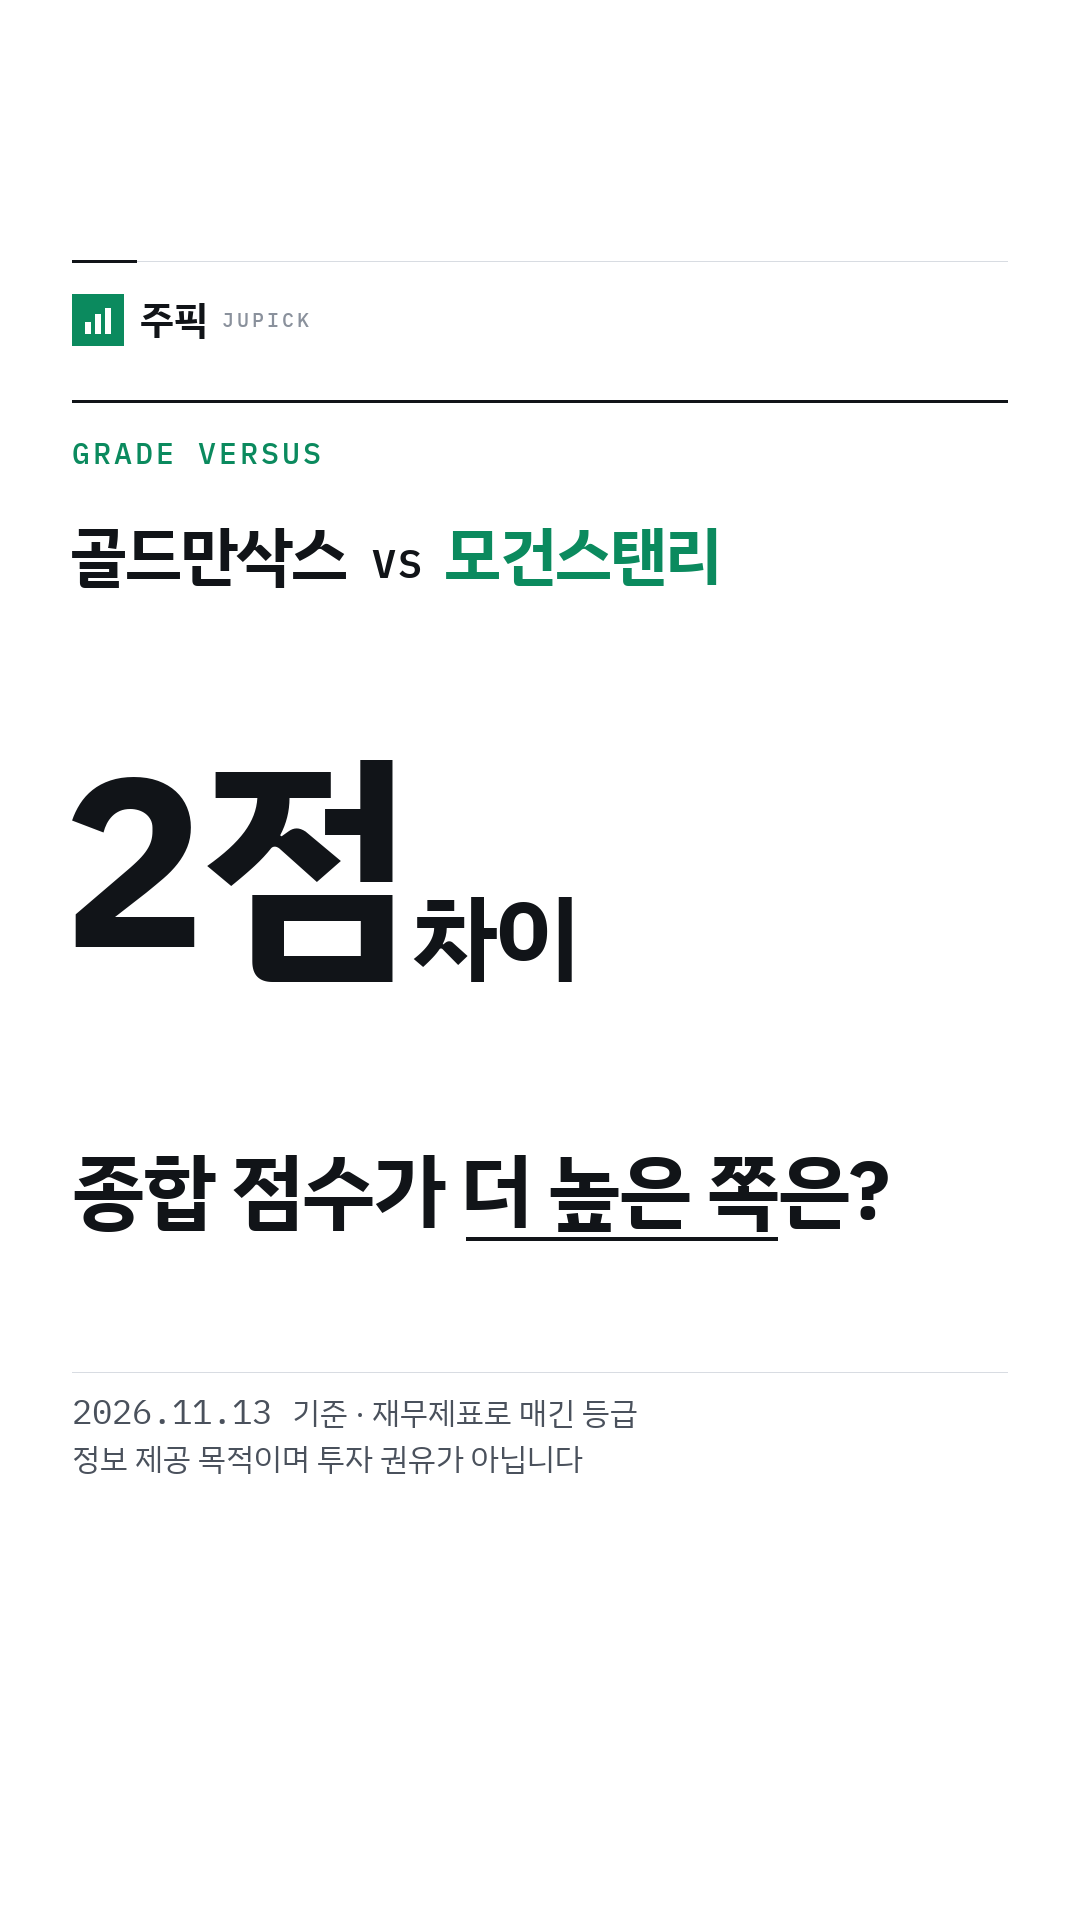 주픽 JUPICK
GRADE VERSUS
골드만삭스 vs 모건스탠리
2점 차이
종합 점수가 더 높은 쪽은?
2026.11.13 기준 · 재무제표로 매긴 등급
정보 제공 목적이며 투자 권유가 아닙니다